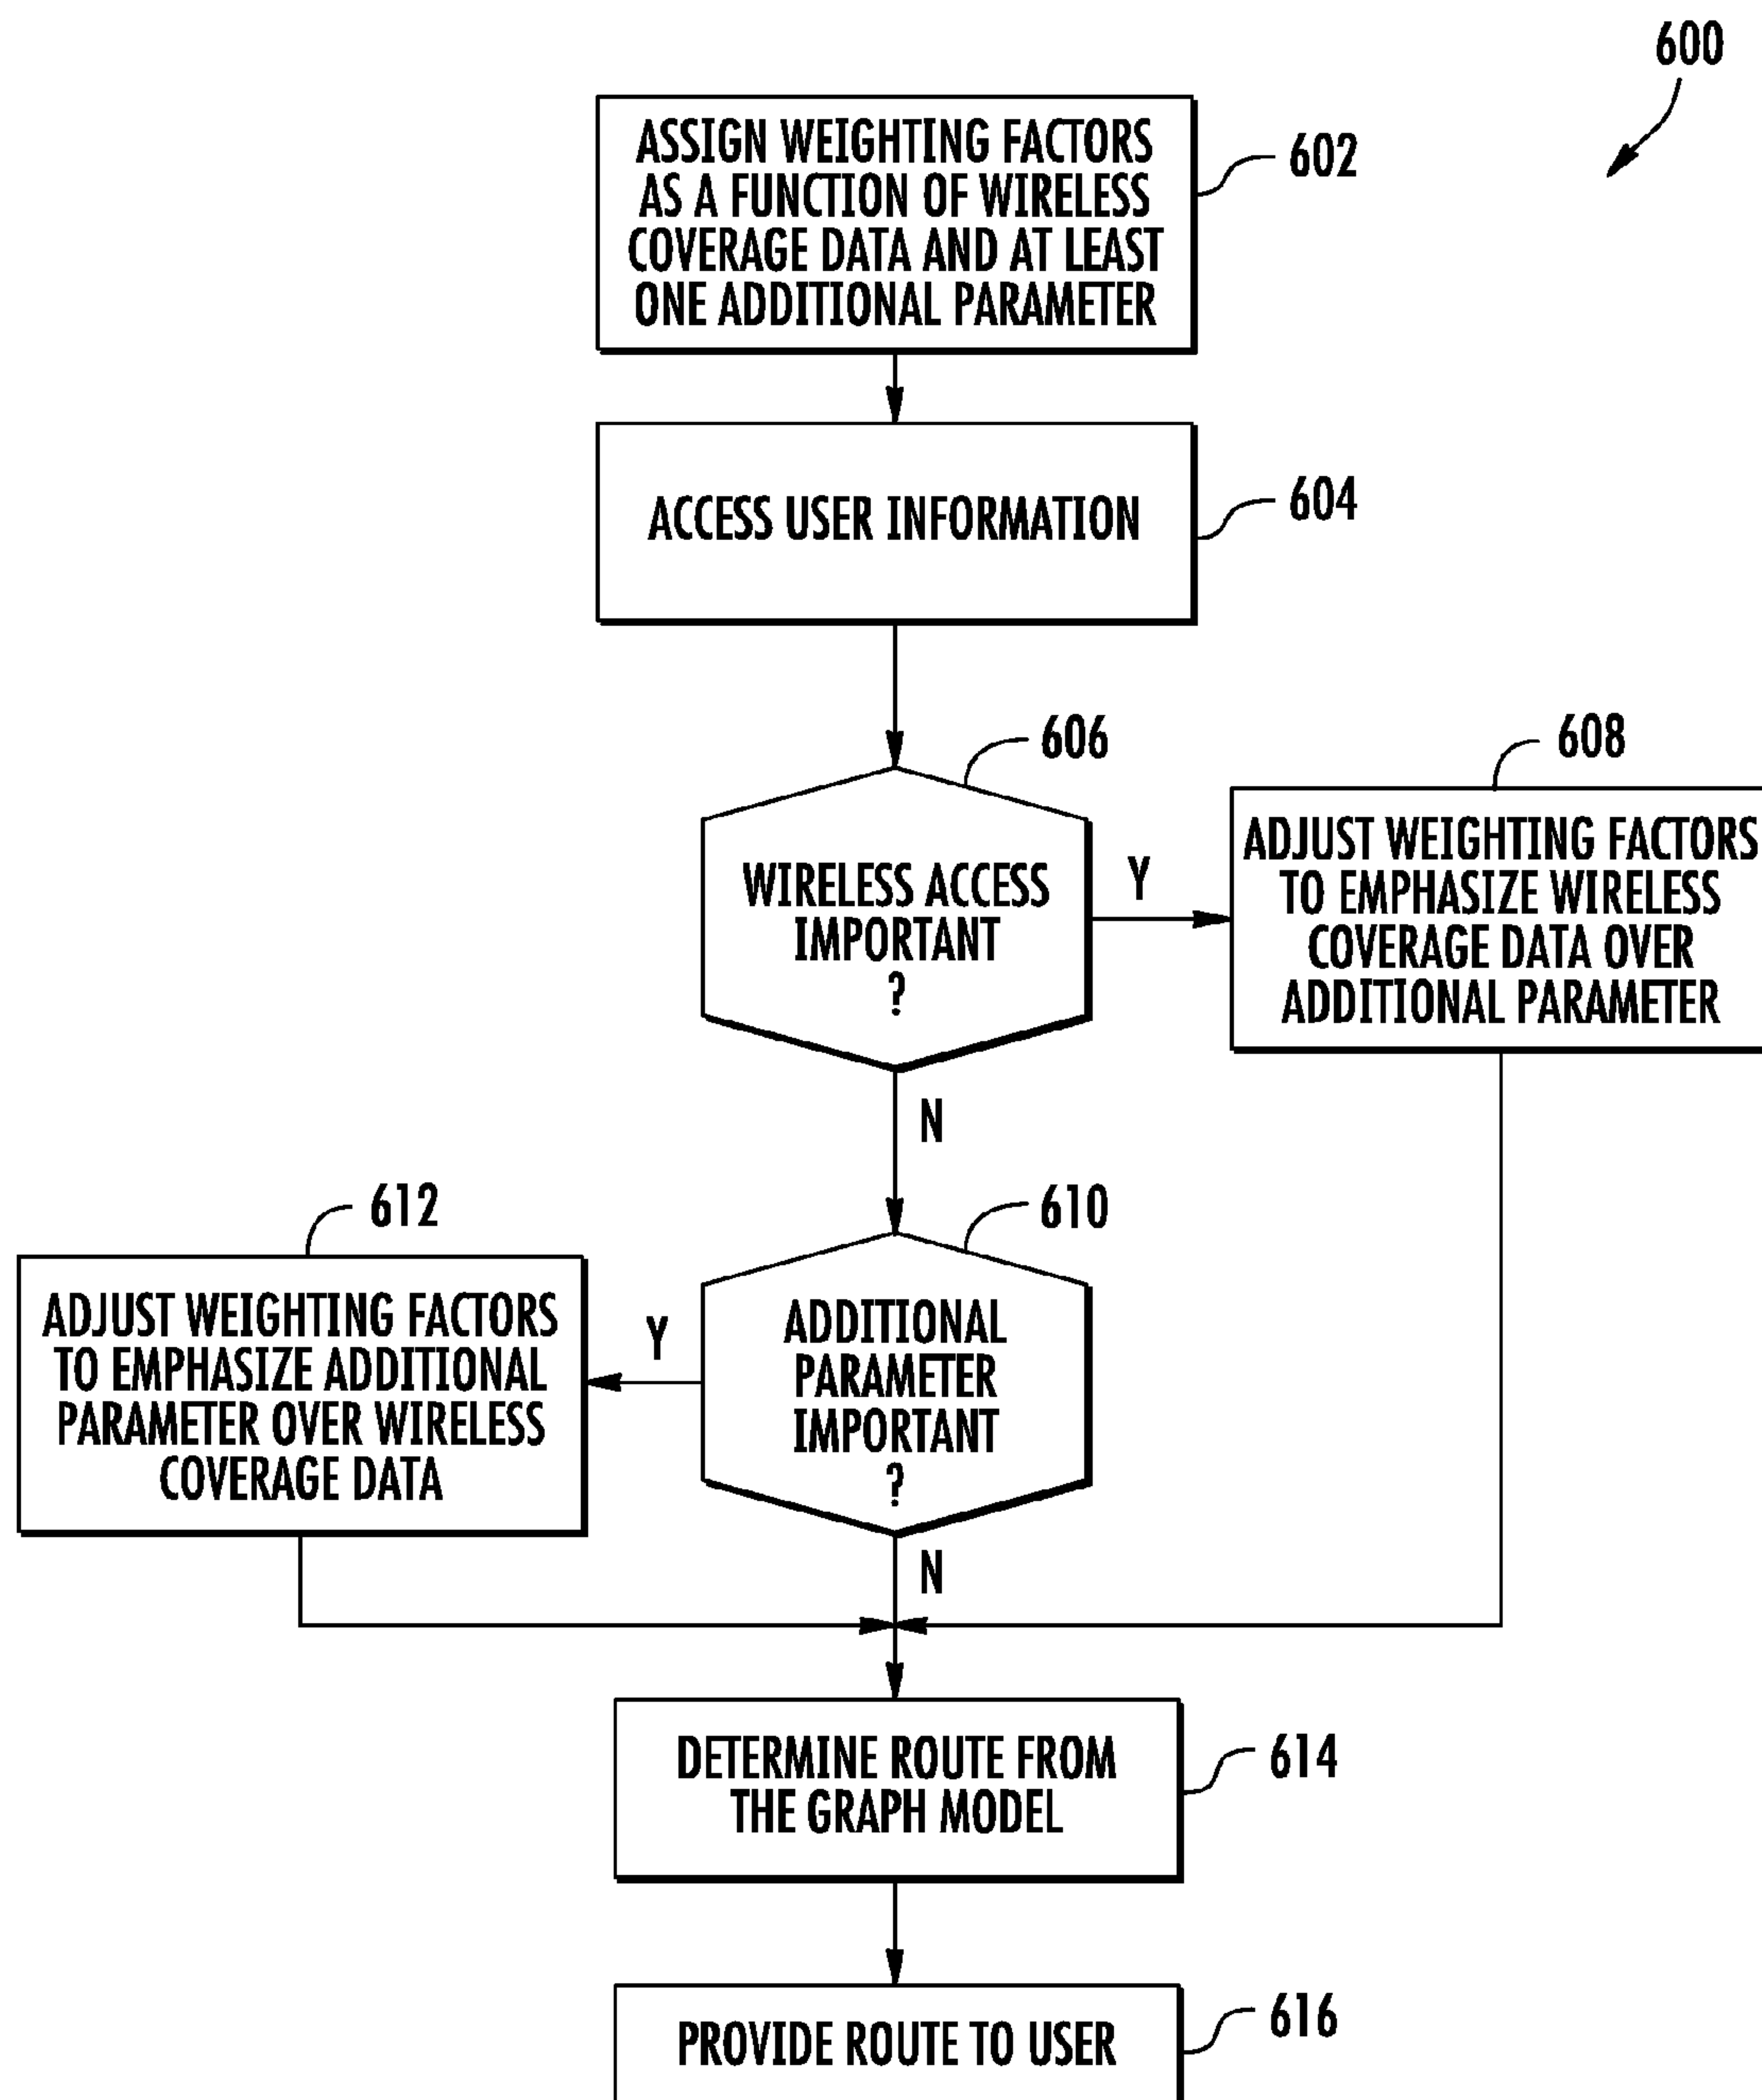 600
ASSIGN WEIGHTING FACTORS
AS A FUNCTION OF WIRELESS
COVERAGE DATA AND AT LEAST
ONE ADDITIONAL PARAMETER
602
ACCESS USER INFORMATION
604
606
WIRELESS ACCESS
IMPORTANT
?
Y
608
ADJUST WEIGHTING FACTORS
TO EMPHASIZE WIRELESS
COVERAGE DATA OVER
ADDITIONAL PARAMETER
N
610
ADDITIONAL
PARAMETER
IMPORTANT
?
Y
612
ADJUST WEIGHTING FACTORS
TO EMPHASIZE ADDITIONAL
PARAMETER OVER WIRELESS
COVERAGE DATA
N
DETERMINE ROUTE FROM
THE GRAPH MODEL
614
PROVIDE ROUTE TO USER
616